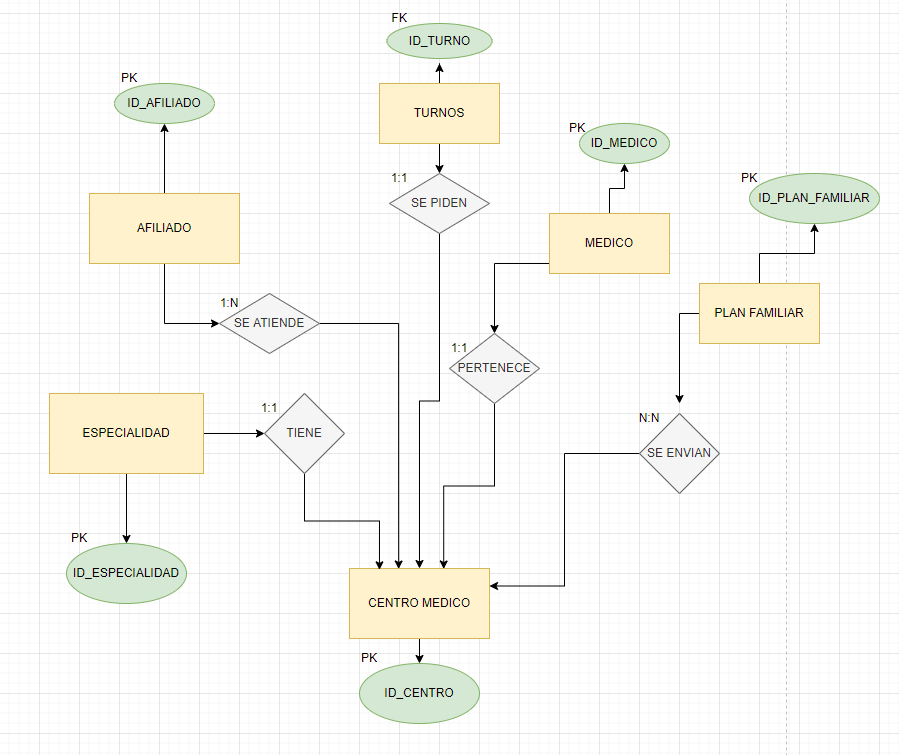 FK
ID_TURNO
PK
ID_AFILIADO
TURNOS
PK
ID_MEDICO
1:1
SE PIDEN
PK
ID_PLAN_FAMILIAR
AFILIADO
MEDICO
1:N
SE ATIENDE
PLAN FAMILIAR
1:1
PERTENECE
1:1
ESPECIALIDAD
TIENE
N:N
SE ENVIAN
PK
ID_ESPECIALIDAD
CENTRO MEDICO
PK
ID_CENTRO